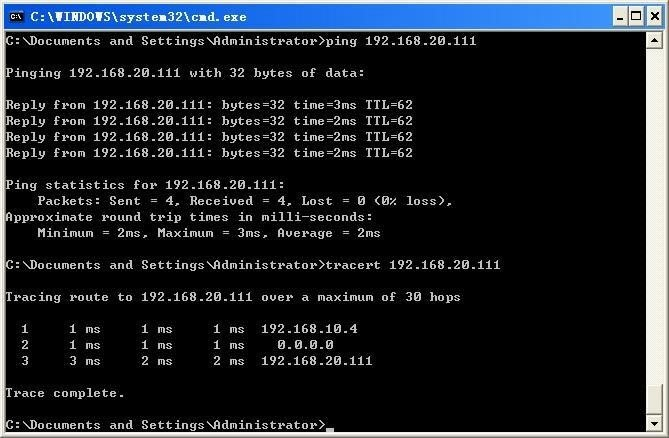 C:\WINDOWS\system32\cmd.exe
C:\Documents and Settings\Administrator>ping 192.168.20.111
Pinging 192.168.20.111 with 32 bytes of data:
Reply from 192.168.20.111: bytes=32 time=3ms TTL=62
Reply from 192.168.20.111: bytes=32 time=2ms TTL=62
Reply from 192.168.20.111: bytes=32 time=2ms TTL=62
Reply from 192.168.20.111: bytes=32 time=2ms TTL=62
Ping statistics for 192.168.20.111:
    Packets: Sent = 4, Received = 4, Lost = 0 (0% loss),
Approximate round trip times in milli-seconds:
    Minimum = 2ms, Maximum = 3ms, Average = 2ms
C:\Documents and Settings\Administrator>tracert 192.168.20.111
Tracing route to 192.168.20.111 over a maximum of 30 hops
  1     1 ms     1 ms     1 ms  192.168.10.4
  2     1 ms     1 ms     1 ms    0.0.0.0
  3     3 ms     2 ms     2 ms  192.168.20.111
Trace complete.
C:\Documents and Settings\Administrator>_